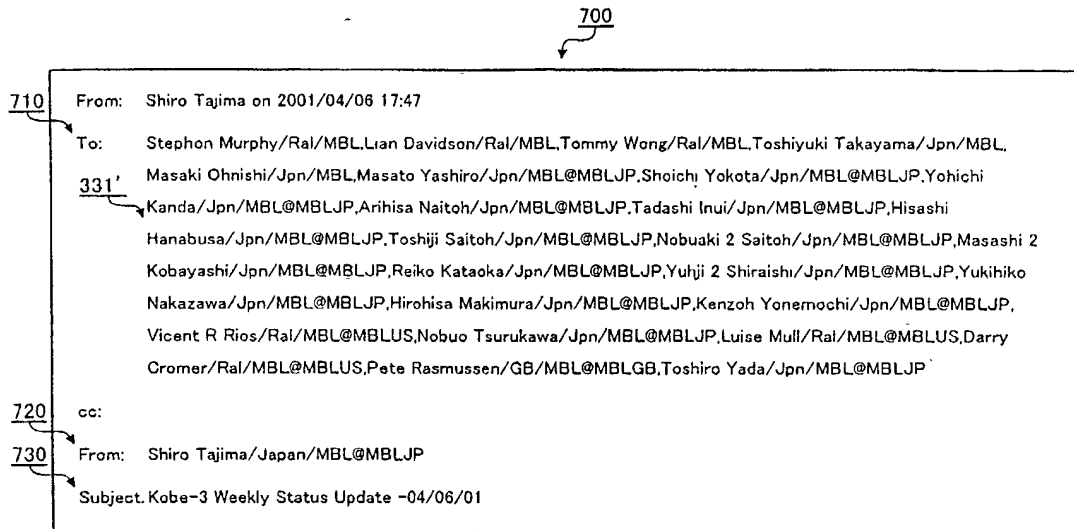 700
710 From: Shiro Tajima on 2001/04/06 17:47
To: Stephon Murphy/Ral/MBL,Lian Davidson/Ral/MBL,Tommy Wong/Ral/MBL,Toshiyuki Takayama/Jpn/MBL,
Masaki Ohnishi/Jpn/MBL,Masato Yashiro/Jpn/MBL@MBLJP,Shoichi Yokota/Jpn/MBL@MBLJP,Yohichi
331' Kanda/Jpn/MBL@MBLJP,Arihisa Naitoh/Jpn/MBL@MBLJP,Tadashi Inui/Jpn/MBL@MBLJP,Hisashi
Hanabusa/Jpn/MBL@MBLJP,Toshiji Saitoh/Jpn/MBL@MBLJP,Nobuaki 2 Saitoh/Jpn/MBL@MBLJP,Masashi 2
Kobayashi/Jpn/MBL@MBLJP,Reiko Kataoka/Jpn/MBL@MBLJP,Yuhji 2 Shiraishi/Jpn/MBL@MBLJP,Yukihiko
Nakazawa/Jpn/MBL@MBLJP,Hirohisa Makimura/Jpn/MBL@MBLJP,Kenzoh Yonemochi/Jpn/MBL@MBLJP,
Vicent R Rios/Ral/MBL@MBLUS,Nobuo Tsurukawa/Jpn/MBL@MBLJP,Luise Mull/Ral/MBL@MBLUS,Darry
Cromer/Ral/MBL@MBLUS,Pete Rasmussen/GB/MBL@MBLGB,Toshiro Yada/Jpn/MBL@MBLJP
720 cc:
730 From: Shiro Tajima/Japan/MBL@MBLJP
Subject. Kobe-3 Weekly Status Update -04/06/01